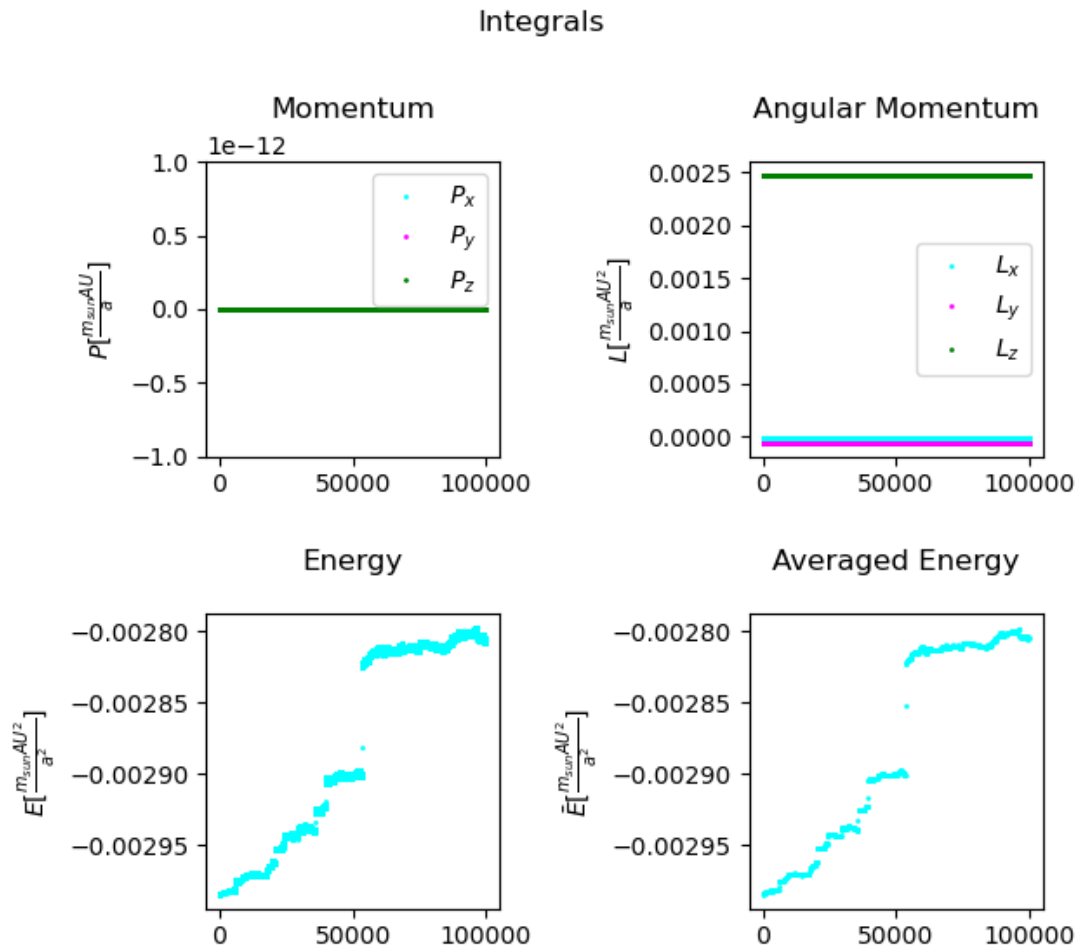 Integrals
Momentum
1e−12
1.0
0.5
0.0
−0.5
−1.0
P[m_sun AU / a]
P_x
P_y
P_z
0 50000 100000
Angular Momentum
0.0025
0.0020
0.0015
0.0010
0.0005
0.0000
L[m_sun AU² / a]
L_x
L_y
L_z
0 50000 100000
Energy
−0.00280
−0.00285
−0.00290
−0.00295
E[m_sun AU² / a²]
0 50000 100000
Averaged Energy
−0.00280
−0.00285
−0.00290
−0.00295
Ē[m_sun AU² / a²]
0 50000 100000